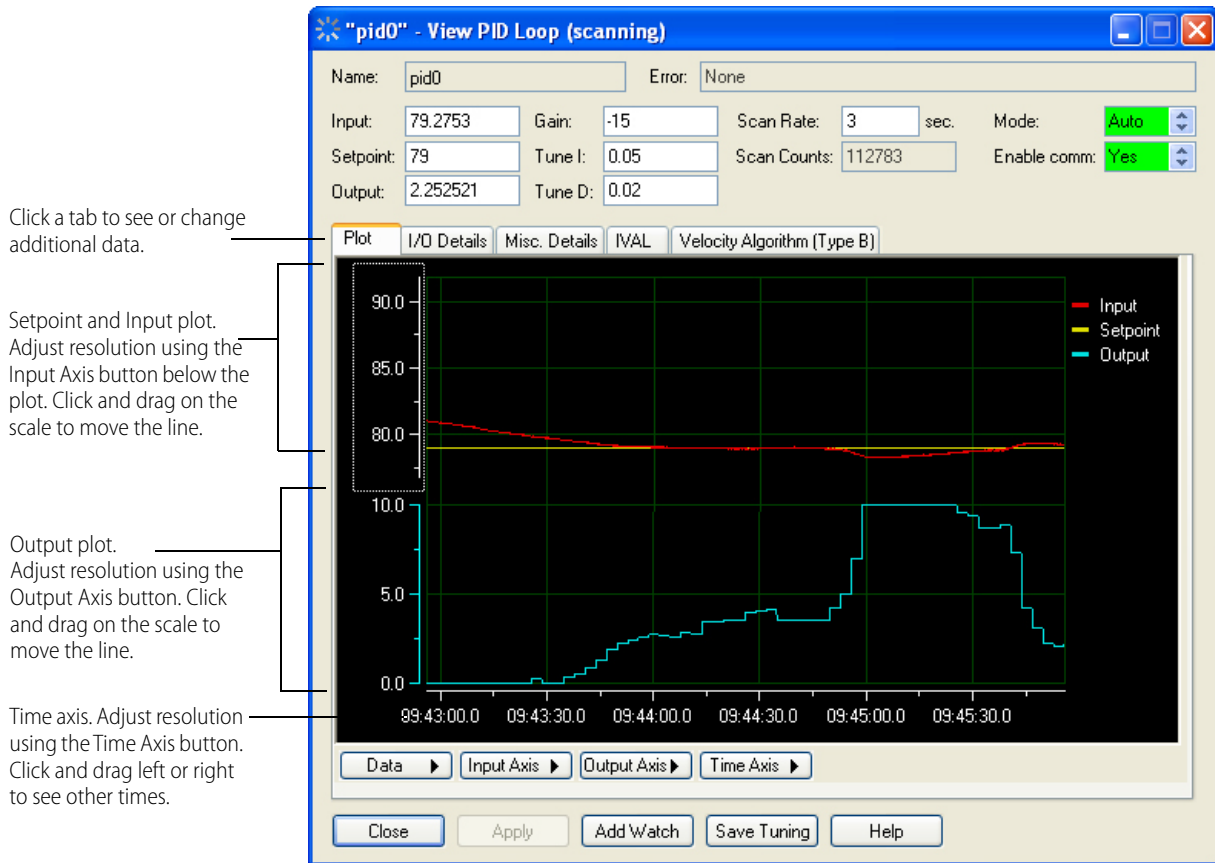 "pid0" - View PID Loop (scanning)
Name: pid0 Error: None
Input: 79.2753 Gain: -15 Scan Rate: 3 sec. Mode: Auto
Setpoint: 79 Tune I: 0.05 Scan Counts: 112783 Enable comm: Yes
Output: 2.252521 Tune D: 0.02
Click a tab to see or change
additional data.
Plot I/O Details Misc. Details IVAL Velocity Algorithm (Type B)
Setpoint and Input plot.
Adjust resolution using the
Input Axis button below the
plot. Click and drag on the
scale to move the line.
90.0
85.0
80.0
Input
Setpoint
Output
Output plot.
Adjust resolution using the
Output Axis button. Click
and drag on the scale to
move the line.
10.0
5.0
0.0
Time axis. Adjust resolution
using the Time Axis button.
Click and drag left or right
to see other times.
99:43:00.0 09:43:30.0 09:44:00.0 09:44:30.0 09:45:00.0 09:45:30.0
Data Input Axis Output Axis Time Axis
Close Apply Add Watch Save Tuning Help